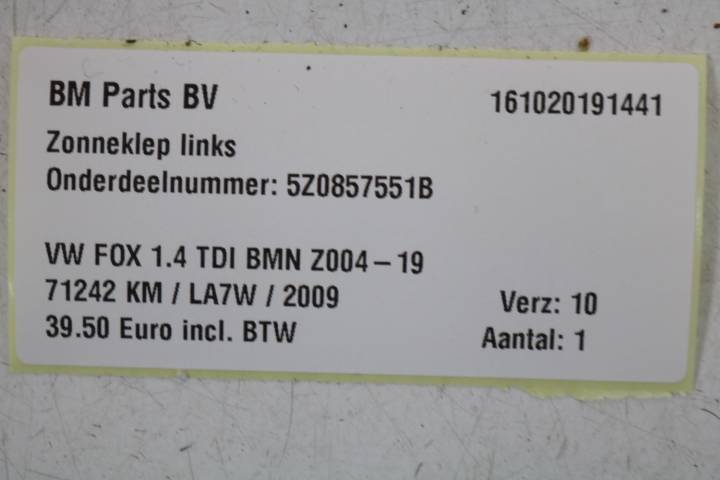 BM Parts BV 161020191441
Zonneklep links
Onderdeelnummer: 5Z0857551B
VW FOX 1.4 TDI BMN Z004-19
71242 KM / LA7W / 2009 Verz: 10
39.50 Euro incl. BTW Aantal: 1